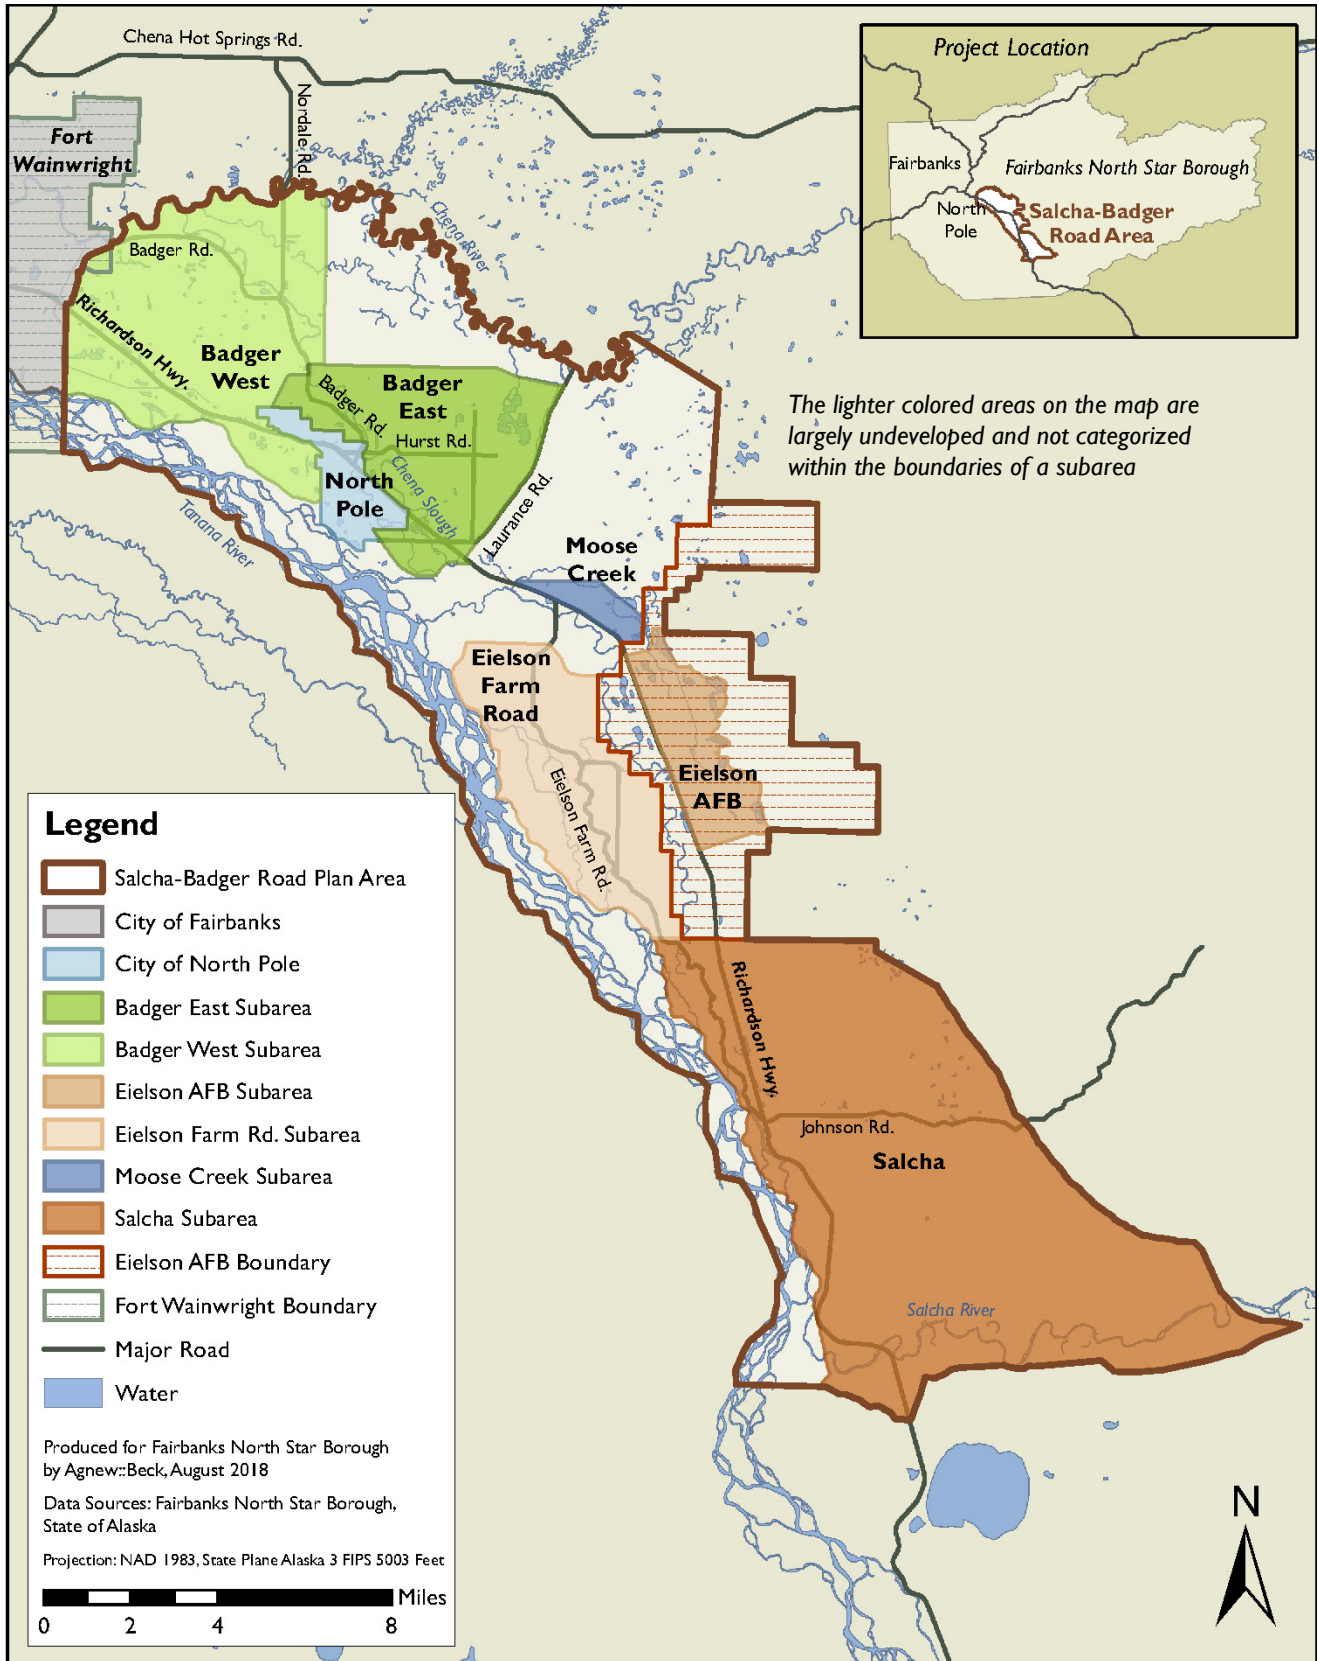 Chena Hot Springs Rd.
Nordale Rd.
Fort
Wainwright
Chena River
Badger Rd.
Richardson Hwy.
Badger
West
Badger
East
Badger Rd.
Hurst Rd.
North
Pole
Chena Slough
Laurance Rd.
Tanana River
Moose
Creek
Eielson
Farm
Road
Eielson Farm Rd.
Eielson
AFB
Richardson Hwy.
Johnson Rd.
Salcha
Salcha River
Project Location
Fairbanks
Fairbanks North Star Borough
North
Pole
Salcha-Badger
Road Area
The lighter colored areas on the map are
largely undeveloped and not categorized
within the boundaries of a subarea
Legend
Salcha-Badger Road Plan Area
City of Fairbanks
City of North Pole
Badger East Subarea
Badger West Subarea
Eielson AFB Subarea
Eielson Farm Rd. Subarea
Moose Creek Subarea
Salcha Subarea
Eielson AFB Boundary
Fort Wainwright Boundary
Major Road
Water
Produced for Fairbanks North Star Borough
by Agnew::Beck, August 2018
Data Sources: Fairbanks North Star Borough,
State of Alaska
Projection: NAD 1983, State Plane Alaska 3 FIPS 5003 Feet
Miles
0 2 4 8
N